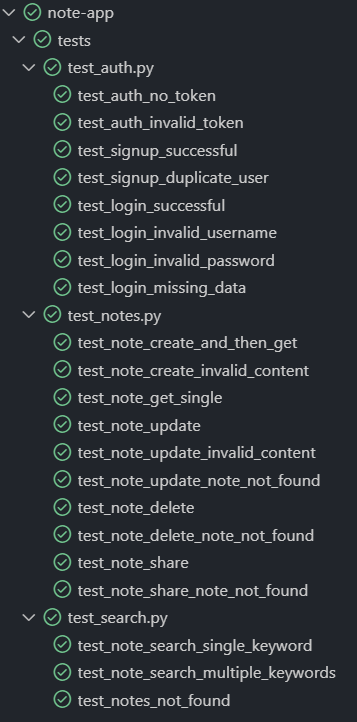 note-app
tests
test_auth.py
test_auth_no_token
test_auth_invalid_token
test_signup_successful
test_signup_duplicate_user
test_login_successful
test_login_invalid_username
test_login_invalid_password
test_login_missing_data
test_notes.py
test_note_create_and_then_get
test_note_create_invalid_content
test_note_get_single
test_note_update
test_note_update_invalid_content
test_note_update_note_not_found
test_note_delete
test_note_delete_note_not_found
test_note_share
test_note_share_note_not_found
test_search.py
test_note_search_single_keyword
test_note_search_multiple_keywords
test_notes_not_found